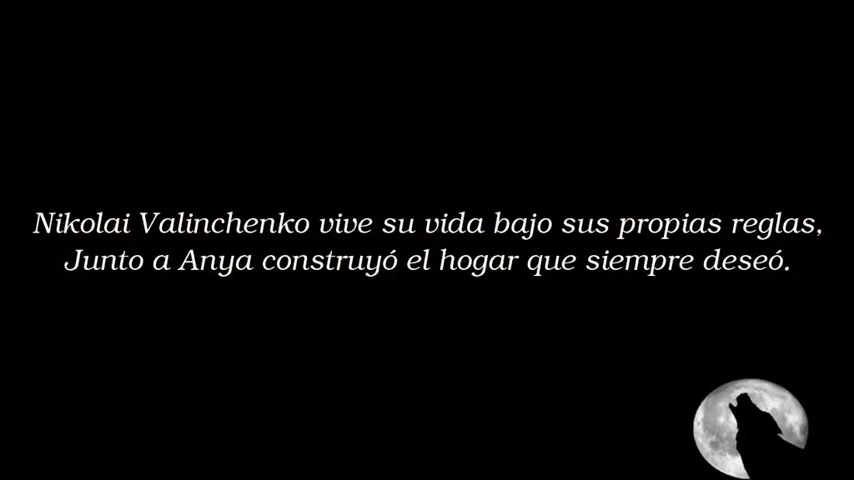 Nikolai Valinchenko vive su vida bajo sus propias reglas,
Junto a Anya construyó el hogar que siempre deseó.